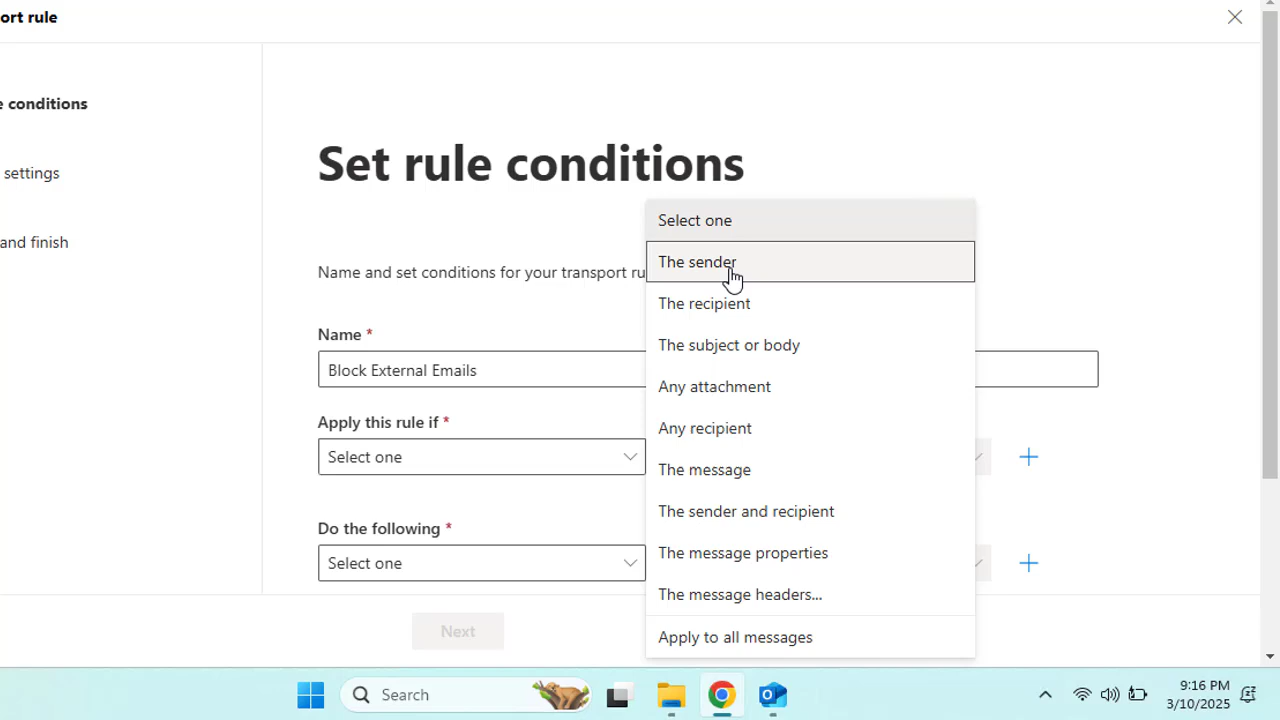 ort rule
e conditions
settings
and finish
Set rule conditions
Name and set conditions for your transport ru
Name *
Block External Emails
Apply this rule if *
Select one
Do the following *
Select one
Next
Select one
The sender
The recipient
The subject or body
Any attachment
Any recipient
The message
The sender and recipient
The message properties
The message headers...
Apply to all messages
Search
9:16 PM
3/10/2025